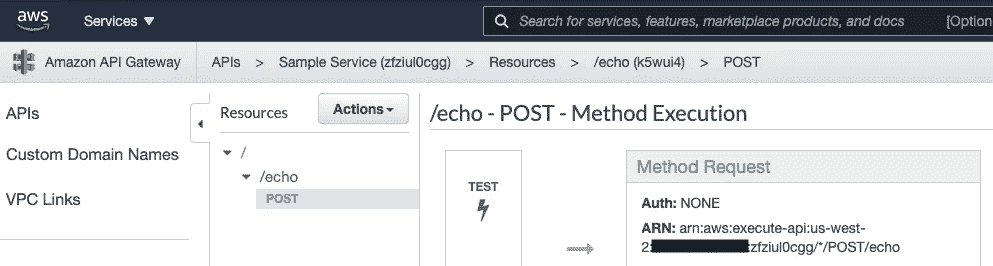 aws
Services
Search for services, features, marketplace products, and docs
[Option
Amazon API Gateway
APIs > Sample Service (zfziul0cgg) > Resources > /echo (k5wui4) > POST
APIs
Custom Domain Names
VPC Links
Resources
Actions
/
/echo
POST
/echo - POST - Method Execution
TEST
Method Request
Auth: NONE
ARN: arn:aws:execute-api:us-west-
2: :zfziul0cgg/*/POST/echo